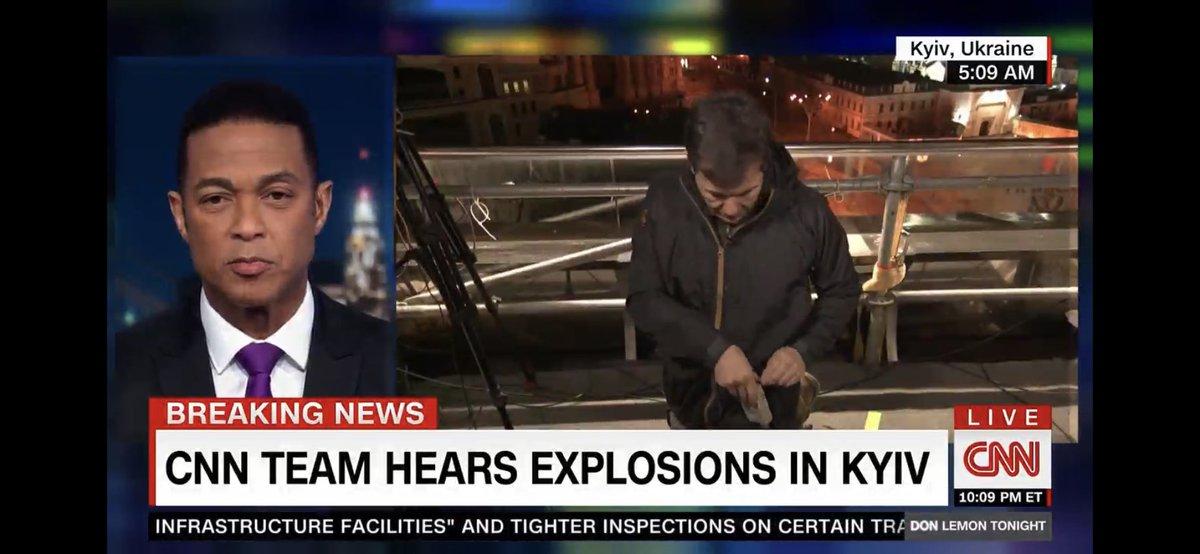 Kyiv, Ukraine
5:09 AM
BREAKING NEWS
LIVE
CNN TEAM HEARS EXPLOSIONS IN KYIV
CNN
10:09 PM ET
INFRASTRUCTURE FACILITIES" AND TIGHTER INSPECTIONS ON CERTAIN
DON LEMON TONIGHT